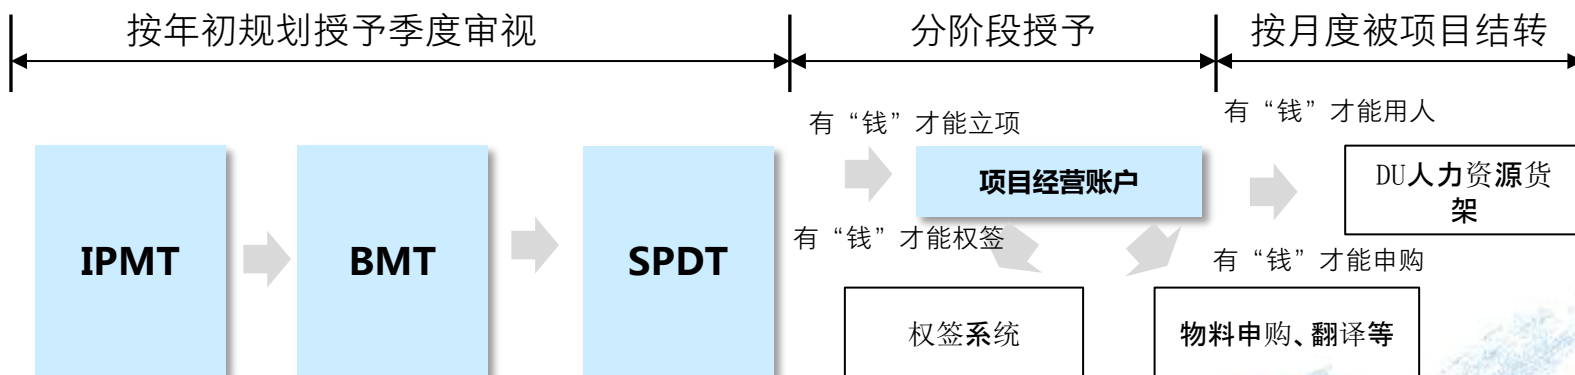 按年初规划授予季度审视
分阶段授予
按月度被项目结转
有“钱”才能立项
有“钱”才能用人
IPMT
BMT
SPDT
项目经营账户
DU人力资源货
架
有“钱”才能权签
有“钱”才能申购
权签系统
物料申购、翻译等